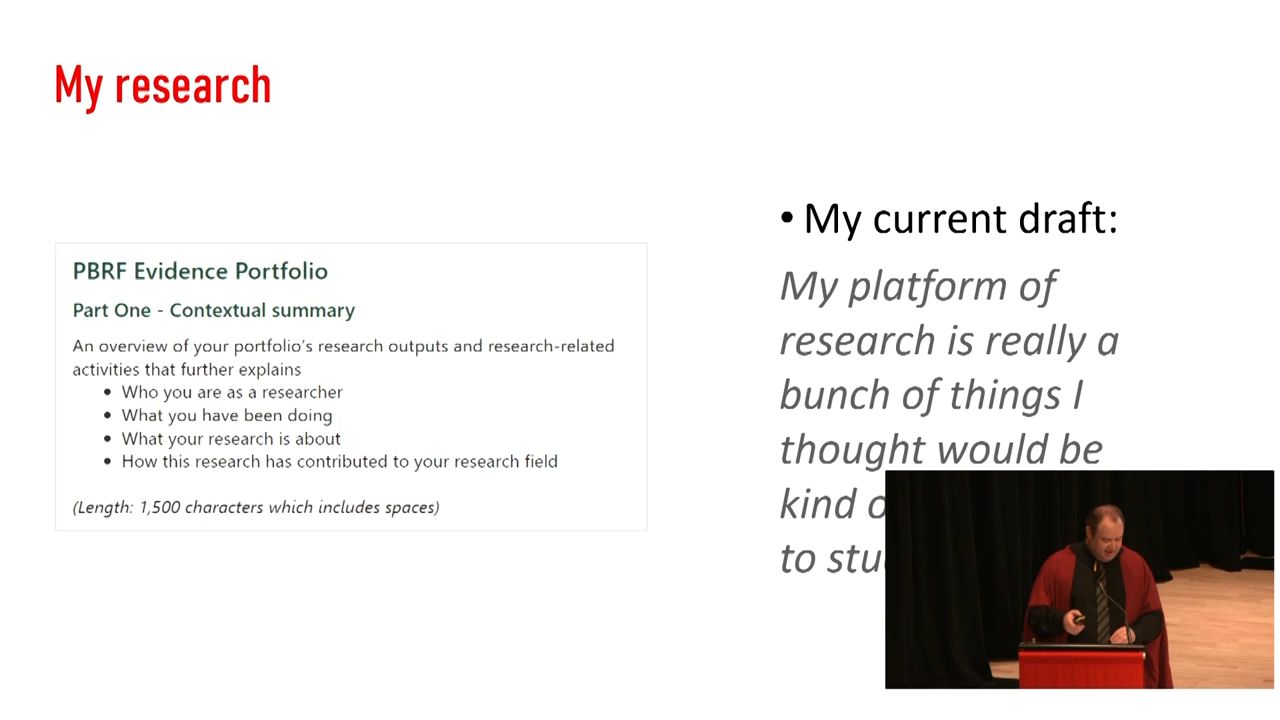 My research
PBRF Evidence Portfolio
Part One - Contextual summary
An overview of your portfolio's research outputs and research-related
activities that further explains
• Who you are as a researcher
• What you have been doing
• What your research is about
• How this research has contributed to your research field
(Length: 1,500 characters which includes spaces)
• My current draft:
My platform of
research is really a
bunch of things I
thought would be
kind
to